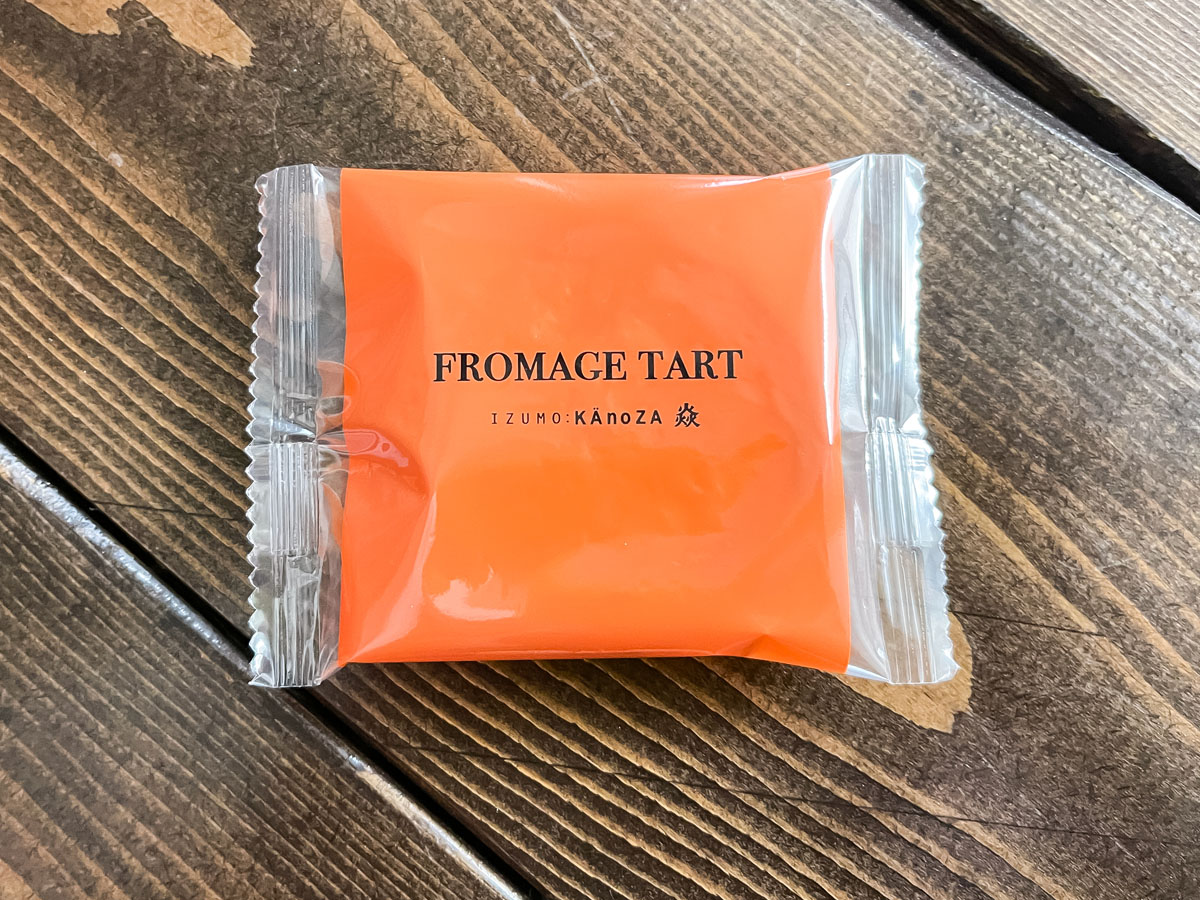 FROMAGE TART
IZUMO:KÄnoZA 焱